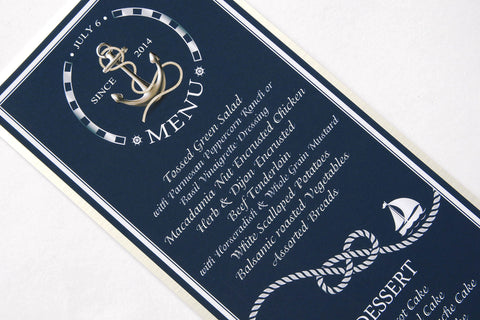 JULY 6
SINCE 2014
MENU
Tossed Green Salad
with Parmesan Peppercorn Ranch or
Basil Vanigrette Dressing
Macadamia Nut Encrusted Chicken
Herb & Dijon Encrusted
Beef Tenderloin
with Horseradish & Whole Grain Mustard
White Scalloped Potatoes
Balsamic roasted Vegetables
Assorted Breads
DESSERT
Cake
Cake
Cake